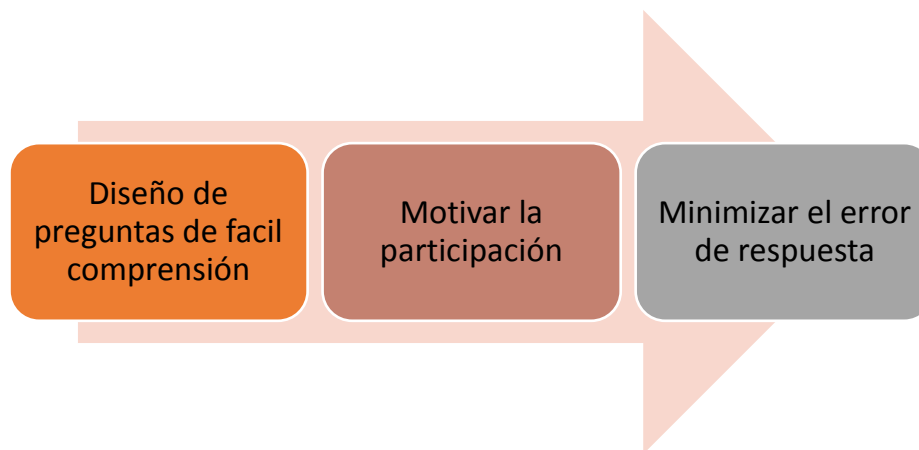 Diseño de
preguntas de facil
comprensión
Motivar la
participación
Minimizar el error
de respuesta